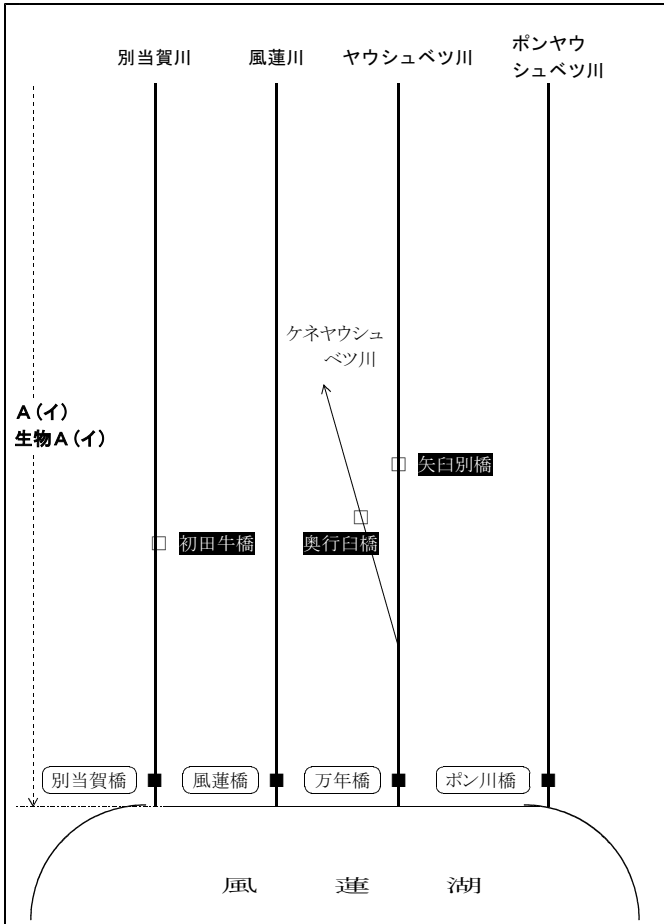 別当賀川
風蓮川
ヤウシュベツ川
ポンヤウ
シュベツ川
ケネヤウシュ
ベツ川
A(イ)
生物A(イ)
矢臼別橋
奥行臼橋
初田牛橋
別当賀橋
風蓮橋
万年橋
ポン川橋
風 蓮 湖